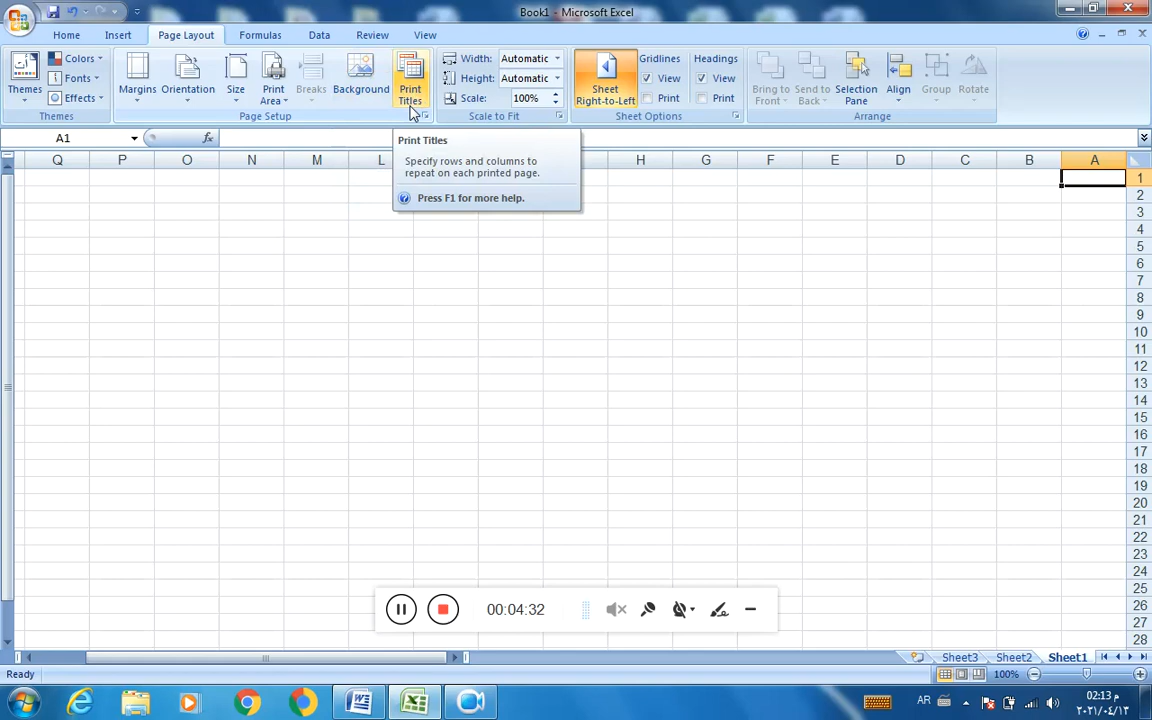 Book1 - Microsoft Excel
Home Insert Page Layout Formulas Data Review View
Themes
Colors
Fonts
Effects
Themes
Margins
Orientation
Size
Print Area
Breaks
Background
Print Titles
Page Setup
Width: Automatic
Height: Automatic
Scale: 100%
Scale to Fit
Sheet Right-to-Left
Gridlines
View
Print
Headings
View
Print
Sheet Options
Bring to Front
Send to Back
Selection Pane
Align
Group
Rotate
Arrange
A1
fx
Print Titles
Specify rows and columns to
repeat on each printed page.
Press F1 for more help.
Q P O N M L H G F E D C B A
1
2
3
4
5
6
7
8
9
10
11
12
13
14
15
16
17
18
19
20
21
22
23
24
25
26
27
28
00:04:32
Sheet3 Sheet2 Sheet1
Ready
100%
AR
02:13 م
٢٠٢١/٠٤/١٣